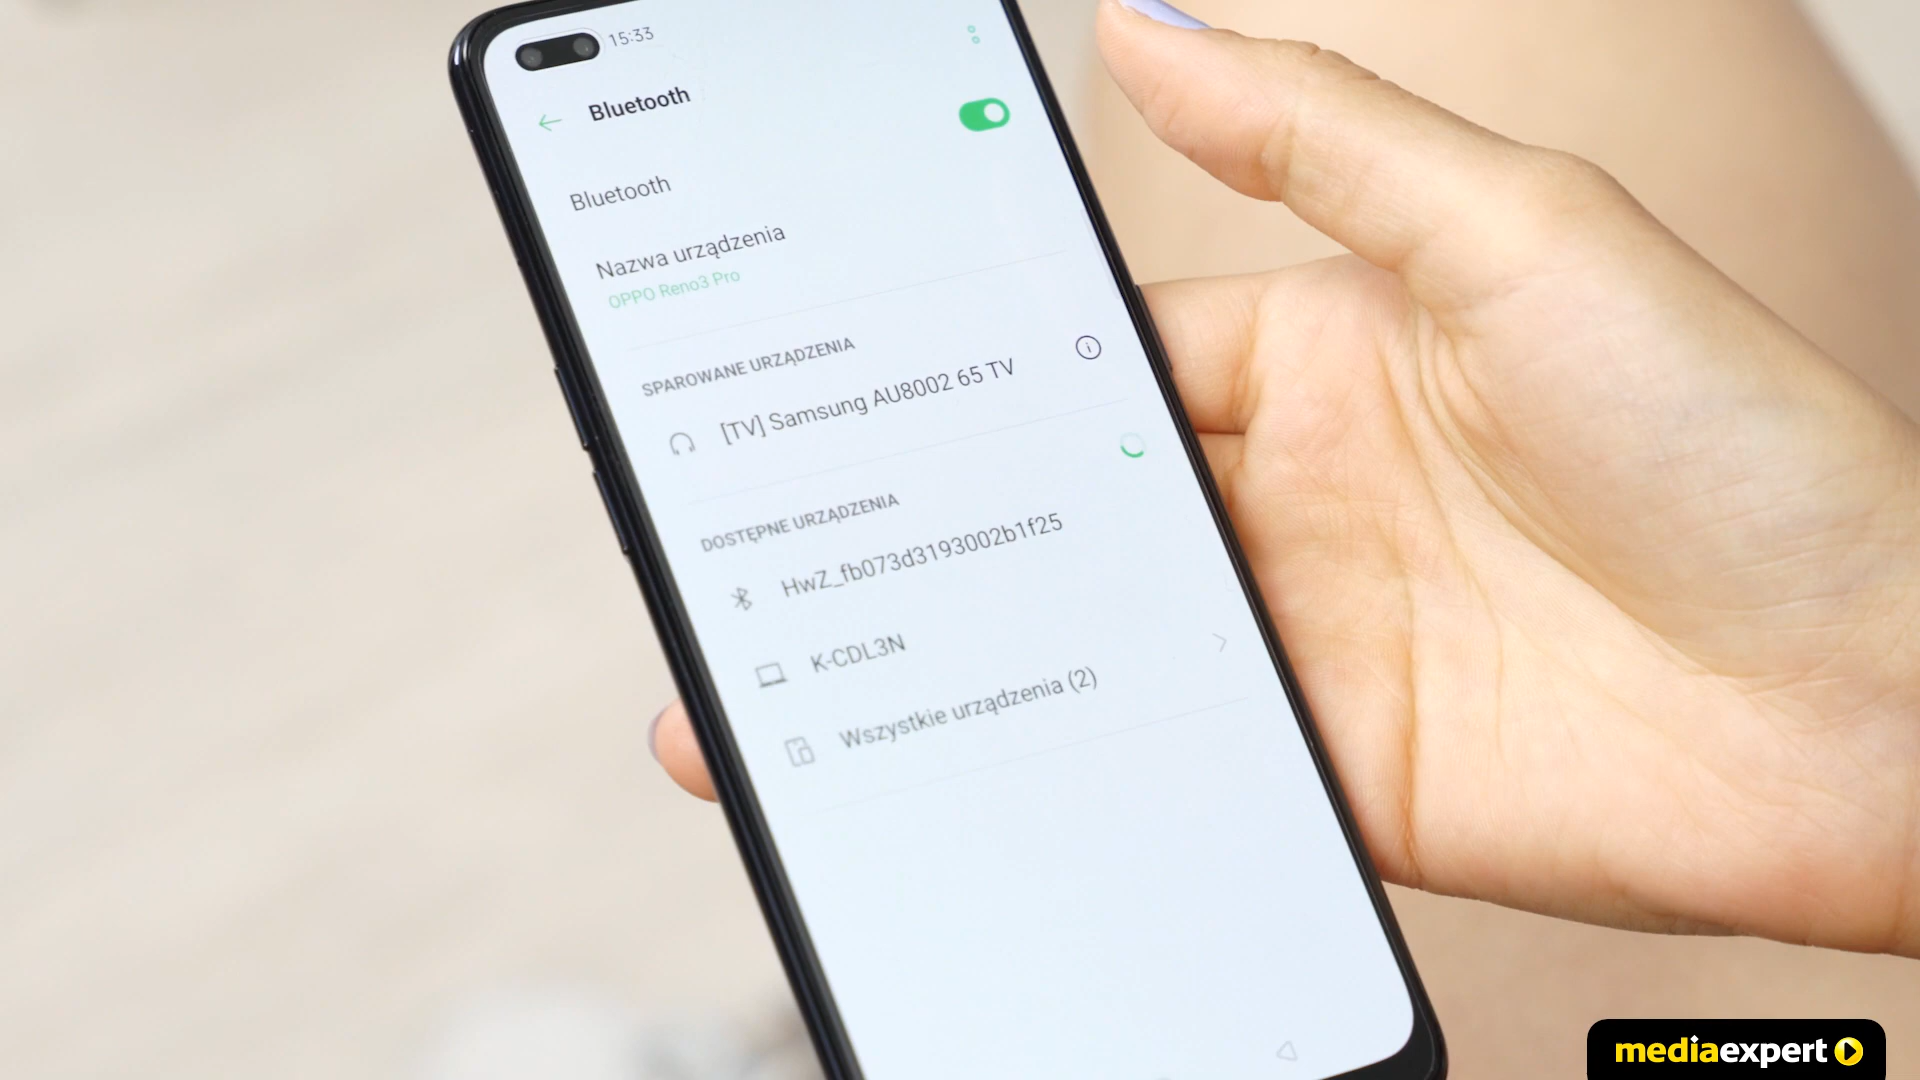 15:33
Bluetooth
Bluetooth
Nazwa urządzenia
OPPO Reno3 Pro
SPAROWANE URZĄDZENIA
[TV] Samsung AU8002 65 TV
DOSTĘPNE URZĄDZENIA
HwZ_fb073d3193002b1f25
K-CDL3N
Wszystkie urządzenia (2)
mediaexpert